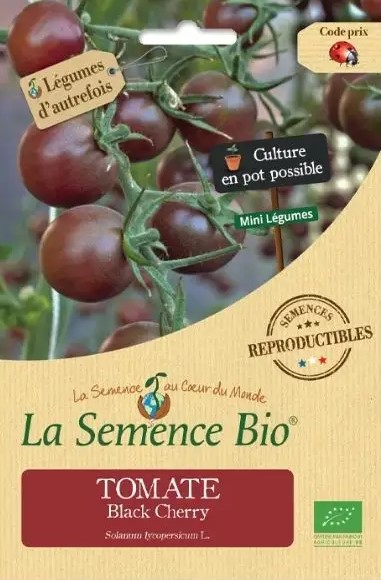 Code prix
Légumes
d'autrefois
Culture
en pot possible
Mini Légumes
SEMENCES
REPRODUCTIBLES
La Semence au Cœur du Monde
La Semence Bio®
TOMATE
Black Cherry
Solanum lycopersicum L.